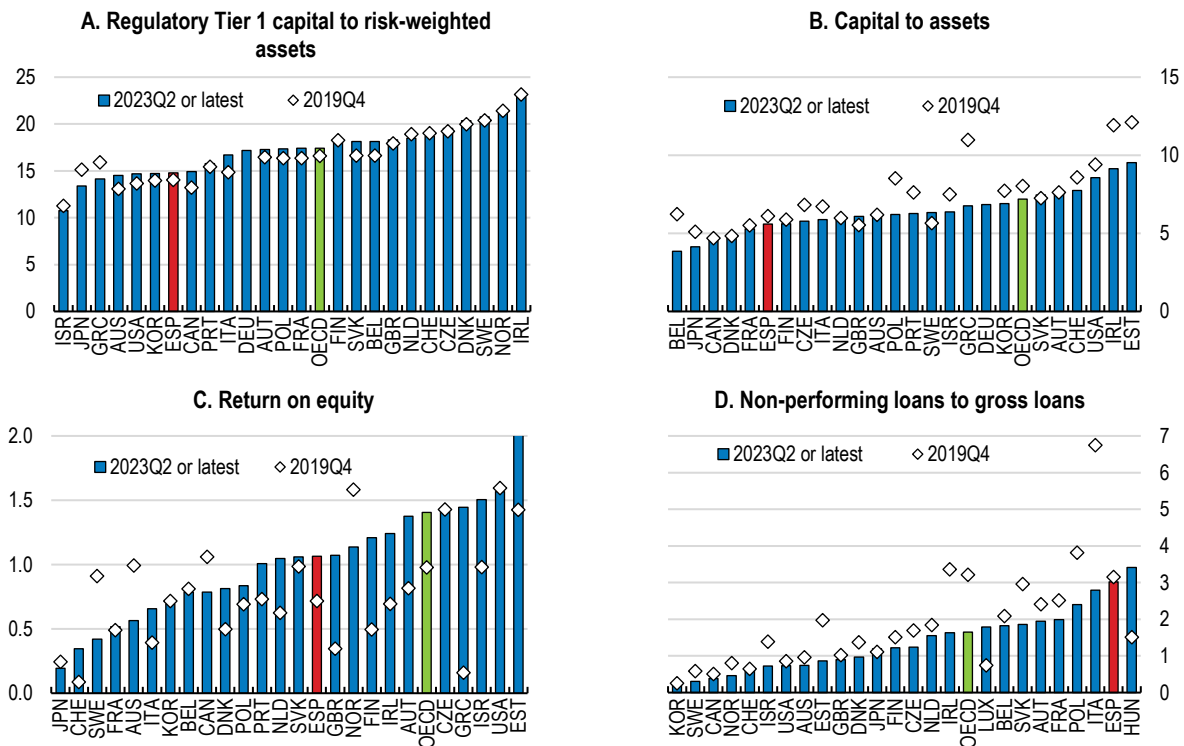 A. Regulatory Tier 1 capital to risk-weighted
assets
25
20
15
10
5
0
2023Q2 or latest
2019Q4
ISR
JPN
GRC
AUS
USA
KOR
ESP
CAN
PRT
ITA
DEU
AUT
POL
FRA
OECD
FIN
SVK
BEL
GBR
NLD
CHE
CZE
DNK
SWE
NOR
IRL
B. Capital to assets
15
10
5
0
2023Q2 or latest
2019Q4
BEL
JPN
CAN
DNK
FRA
ESP
FIN
CZE
ITA
NLD
GBR
AUS
POL
PRT
SWE
ISR
GRC
DEU
KOR
OECD
SVK
AUT
CHE
USA
IRL
EST
C. Return on equity
2.0
1.5
1.0
0.5
0.0
2023Q2 or latest
2019Q4
JPN
CHE
SWE
FRA
AUS
ITA
KOR
BEL
CAN
DNK
POL
PRT
NLD
SVK
ESP
GBR
NOR
FIN
IRL
AUT
OECD
CZE
GRC
ISR
USA
EST
D. Non-performing loans to gross loans
7
6
5
4
3
2
1
0
2023Q2 or latest
2019Q4
KOR
SWE
CAN
NOR
CHE
ISR
USA
AUS
EST
GBR
DNK
JPN
FIN
CZE
NLD
IRL
OECD
LUX
BEL
SVK
AUT
FRA
POL
ITA
ESP
HUN